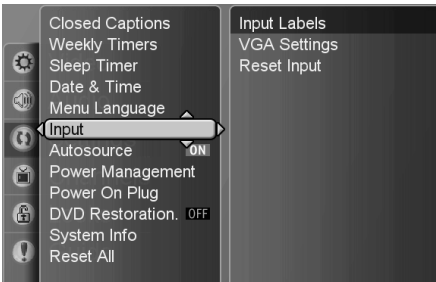 Closed Captions
Weekly Timers
Sleep Timer
Date & Time
Menu Language
Input
Autosource ON
Power Management
Power On Plug
DVD Restoration. OFF
System Info
Reset All
Input Labels
VGA Settings
Reset Input